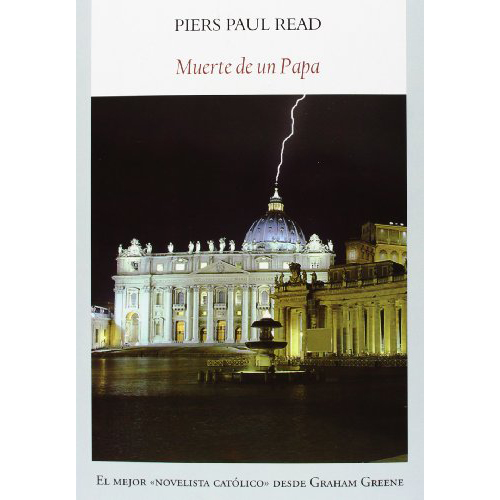 PIERS PAUL READ
Muerte de un Papa
EL MEJOR «NOVELISTA CATÓLICO» DESDE GRAHAM GREENE